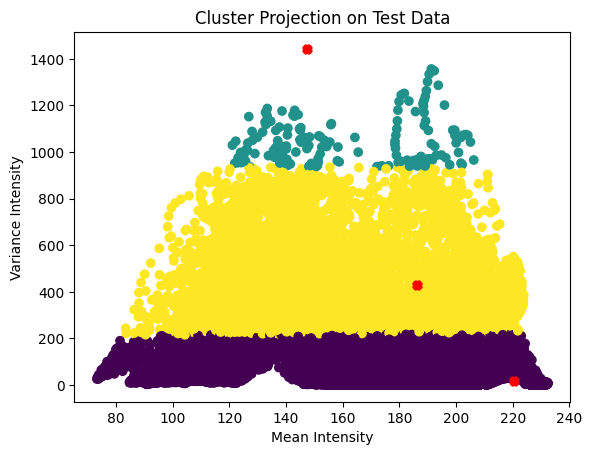 Cluster Projection on Test Data
Variance Intensity
1400
1200
1000
800
600
400
200
0
80 100 120 140 160 180 200 220 240
Mean Intensity